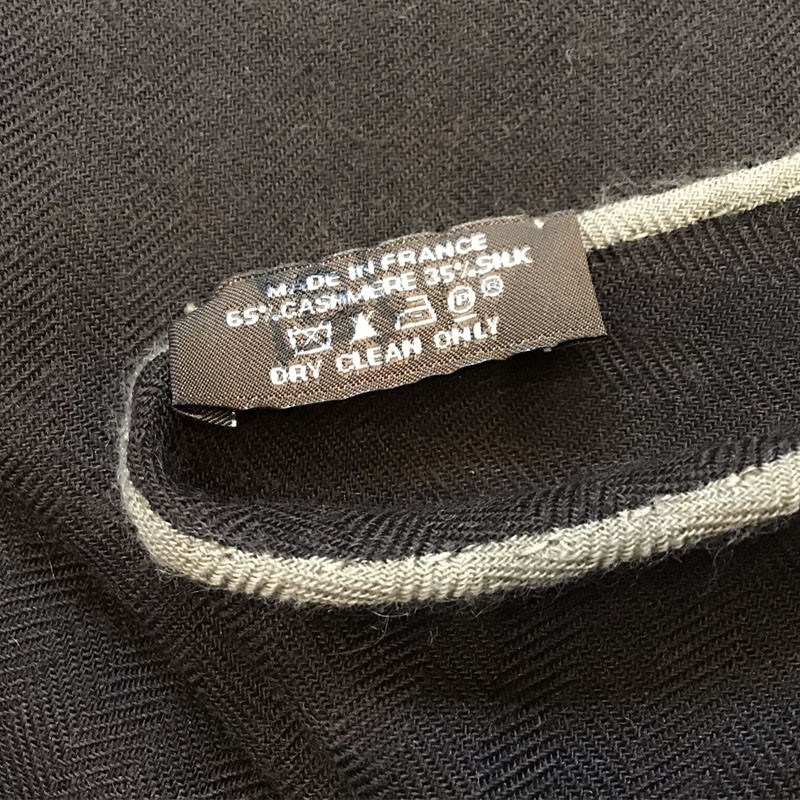 MADE IN FRANCE
65% CASHMERE 35% SILK
P ®
DRY CLEAN ONLY